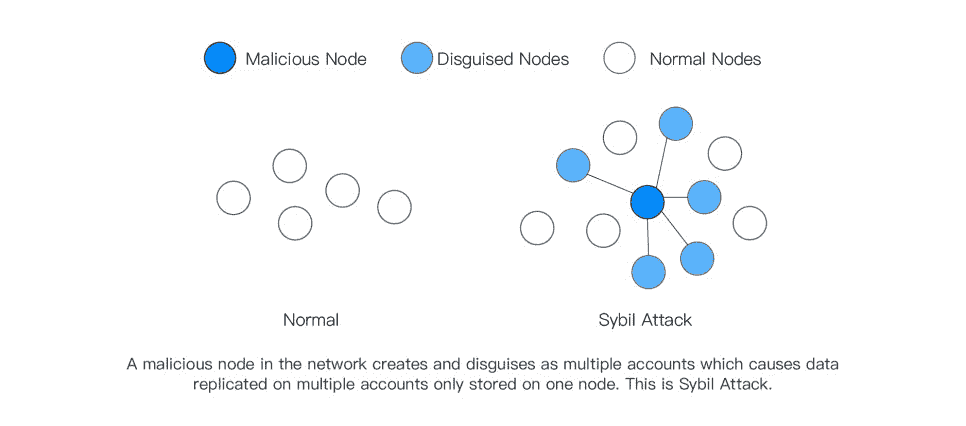 Malicious Node
Disguised Nodes
Normal Nodes
Normal
Sybil Attack
A malicious node in the network creates and disguises as multiple accounts which causes data
replicated on multiple accounts only stored on one node. This is Sybil Attack.